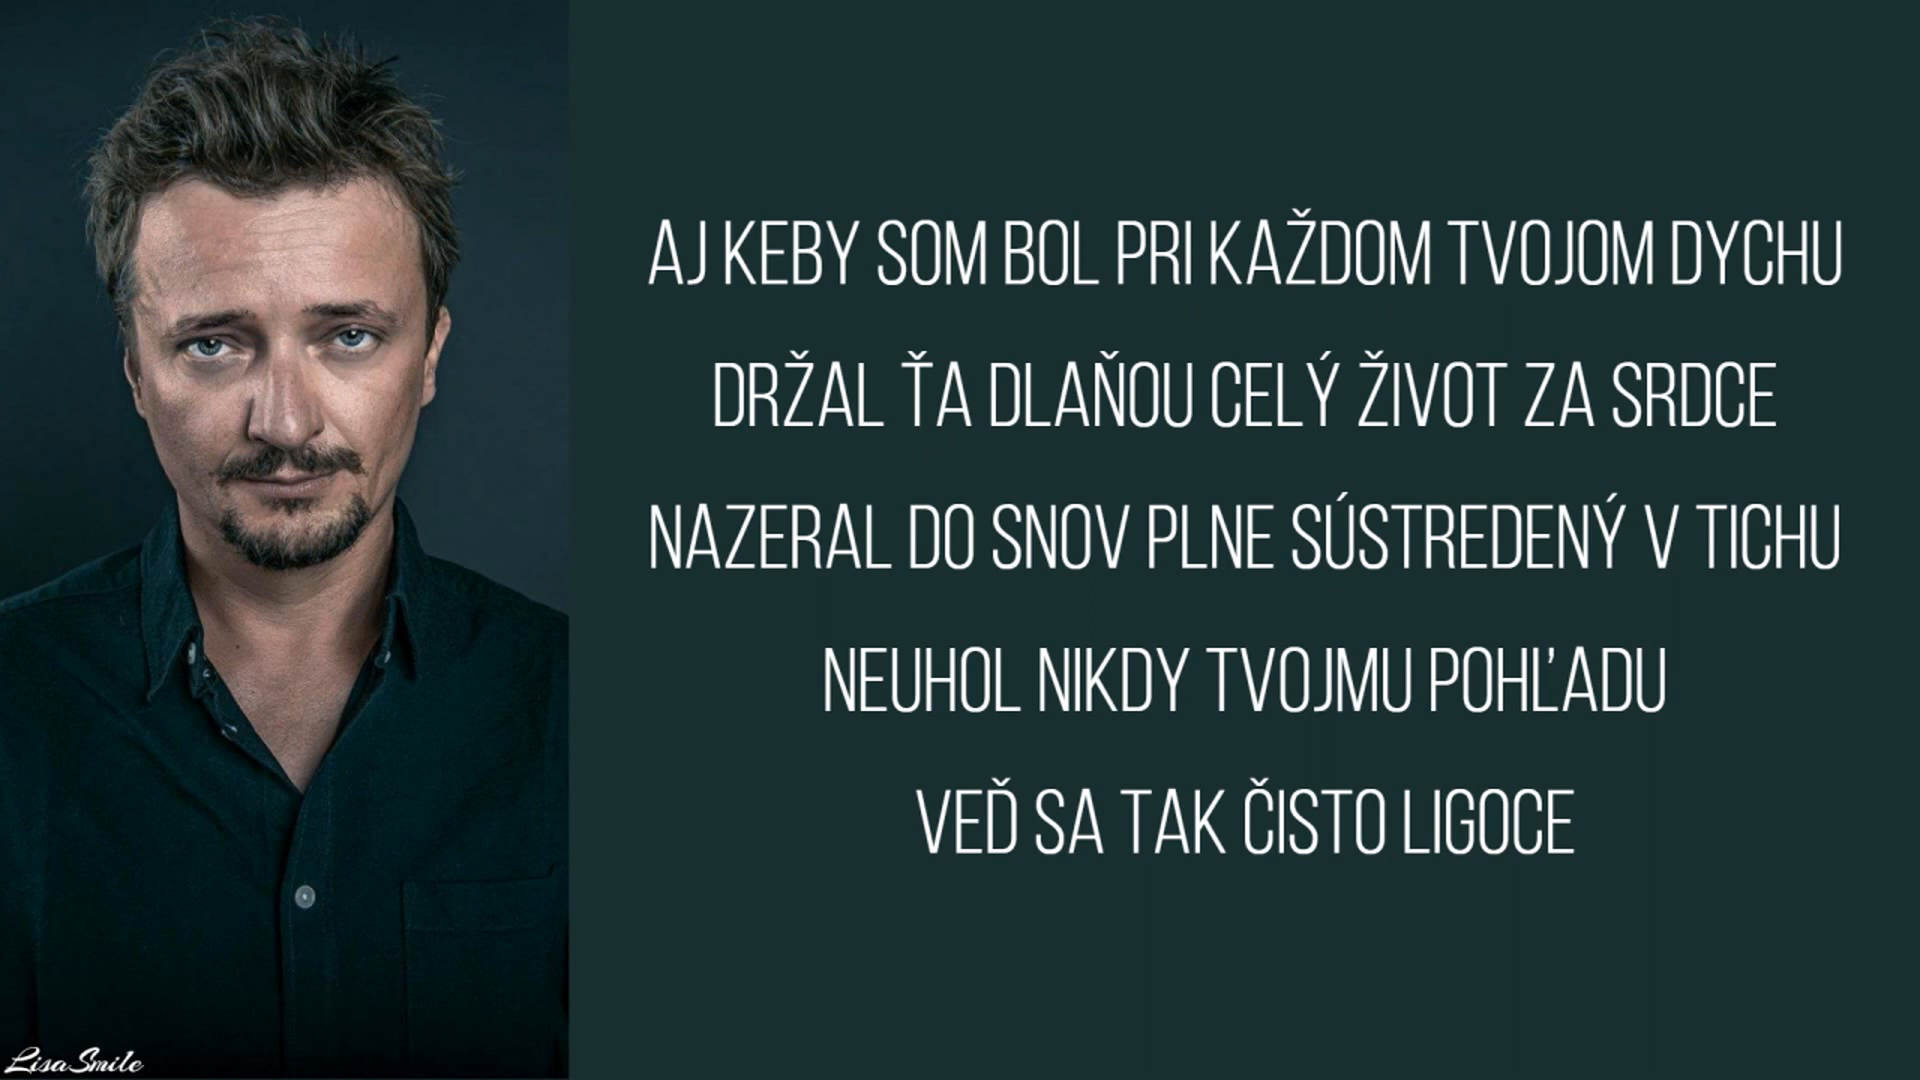 AJ KEBY SOM BOL PRI KAŽDOM TVOJOM DYCHU
DRŽAL ŤA DLAŇOU CELÝ ŽIVOT ZA SRDCE
NAZERAL DO SNOV PLNE SÚSTREDENÝ V TICHU
NEUHOL NIKDY TVOJMU POHĽADU
VEĎ SA TAK ČISTO LIGOCE
LisaSmile